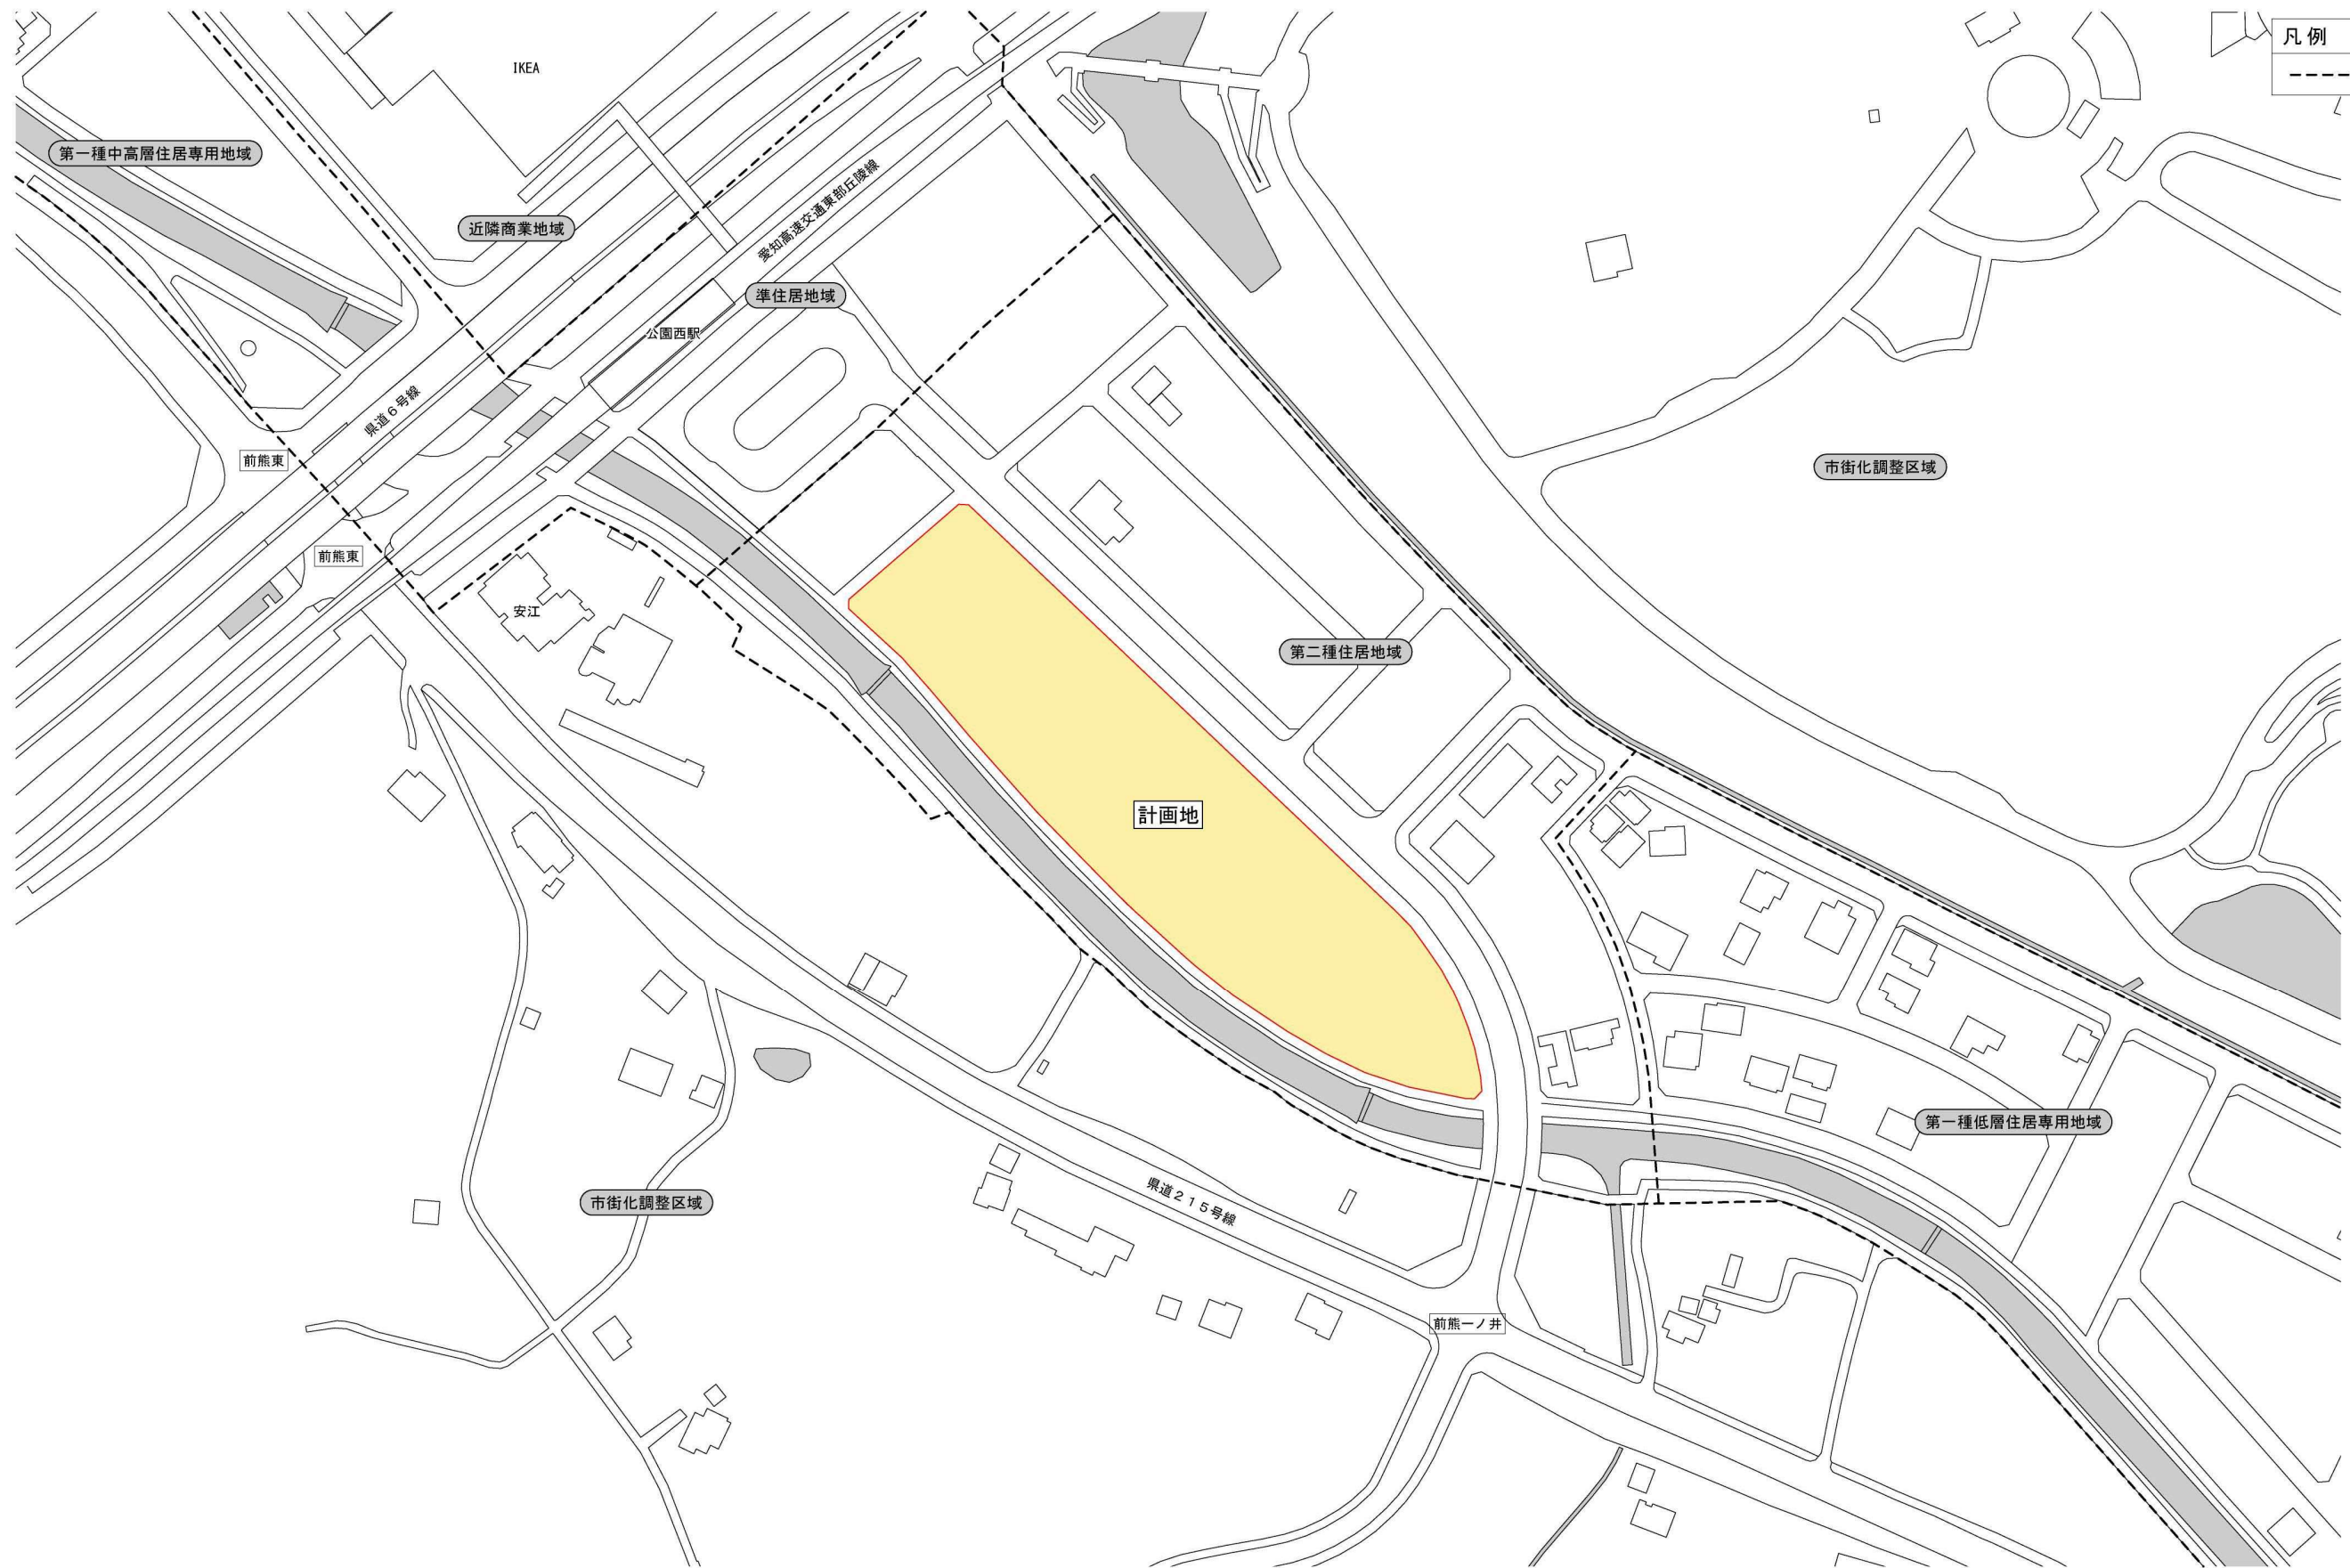 凡例
IKEA
第一種中高層住居専用地域
近隣商業地域
愛知高速交通東部丘陵線
準住居地域
公園西駅
県道6号線
前熊東
市街化調整区域
前熊東
安江
第二種住居地域
計画地
第一種低層住居専用地域
県道215号線
市街化調整区域
前熊一ノ井